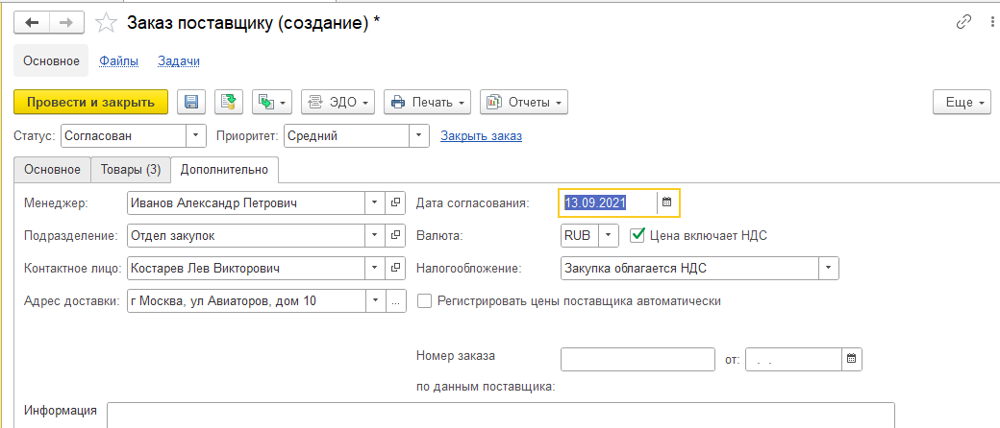 Заказ поставщику (создание) *
Основное Файлы Задачи
Провести и закрыть ЭДО Печать Отчеты Еще
Статус: Согласован Приоритет: Средний Закрыть заказ
Основное Товары (3) Дополнительно
Менеджер: Иванов Александр Петрович Дата согласования: 13.09.2021
Подразделение: Отдел закупок Валюта: RUB Цена включает НДС
Контактное лицо: Костарев Лев Викторович Налогообложение: Закупка облагается НДС
Адрес доставки: г Москва, ул Авиаторов, дом 10 ... Регистрировать цены поставщика автоматически
Номер заказа от: . .
по данным поставщика:
Информация